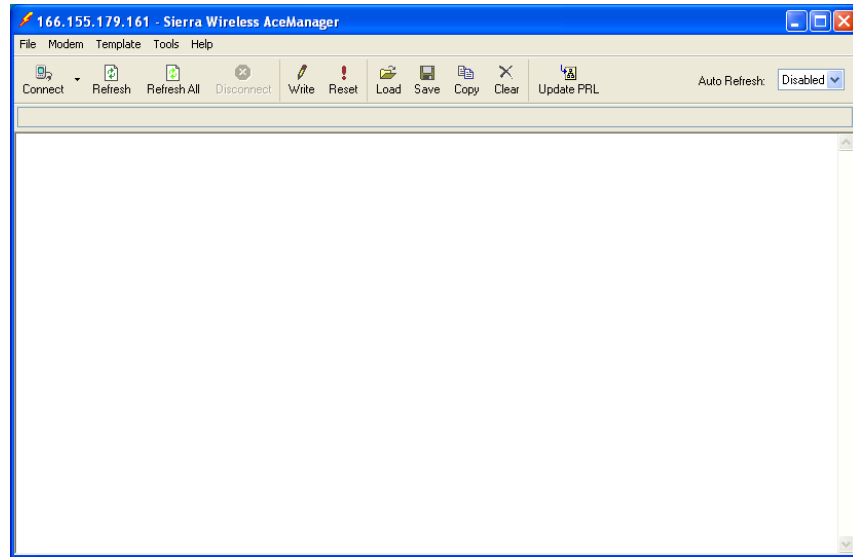 166.155.179.161 - Sierra Wireless AceManager
File Modem Template Tools Help
Connect Refresh Refresh All Disconnect Write Reset Load Save Copy Clear Update PRL Auto Refresh: Disabled